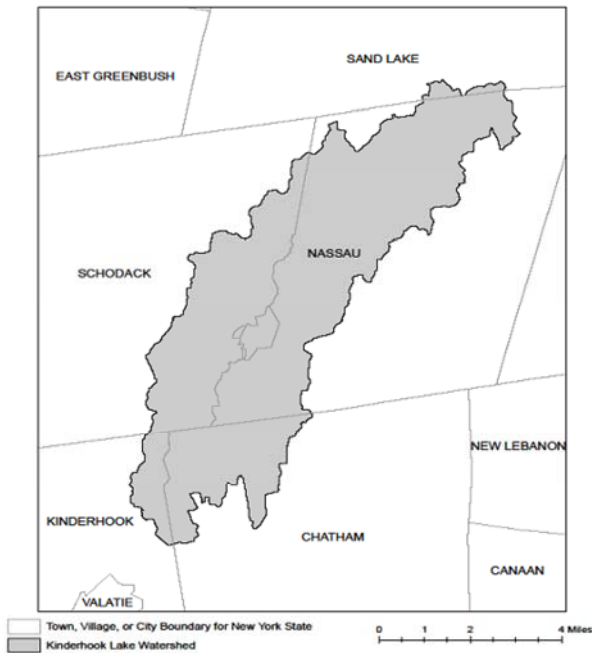 SAND LAKE
EAST GREENBUSH
NASSAU
SCHODACK
NEW LEBANON
KINDERHOOK
CHATHAM
CANAAN
VALATIE
Town, Village, or City Boundary for New York State
Kinderhook Lake Watershed
0 1 2 4 Miles